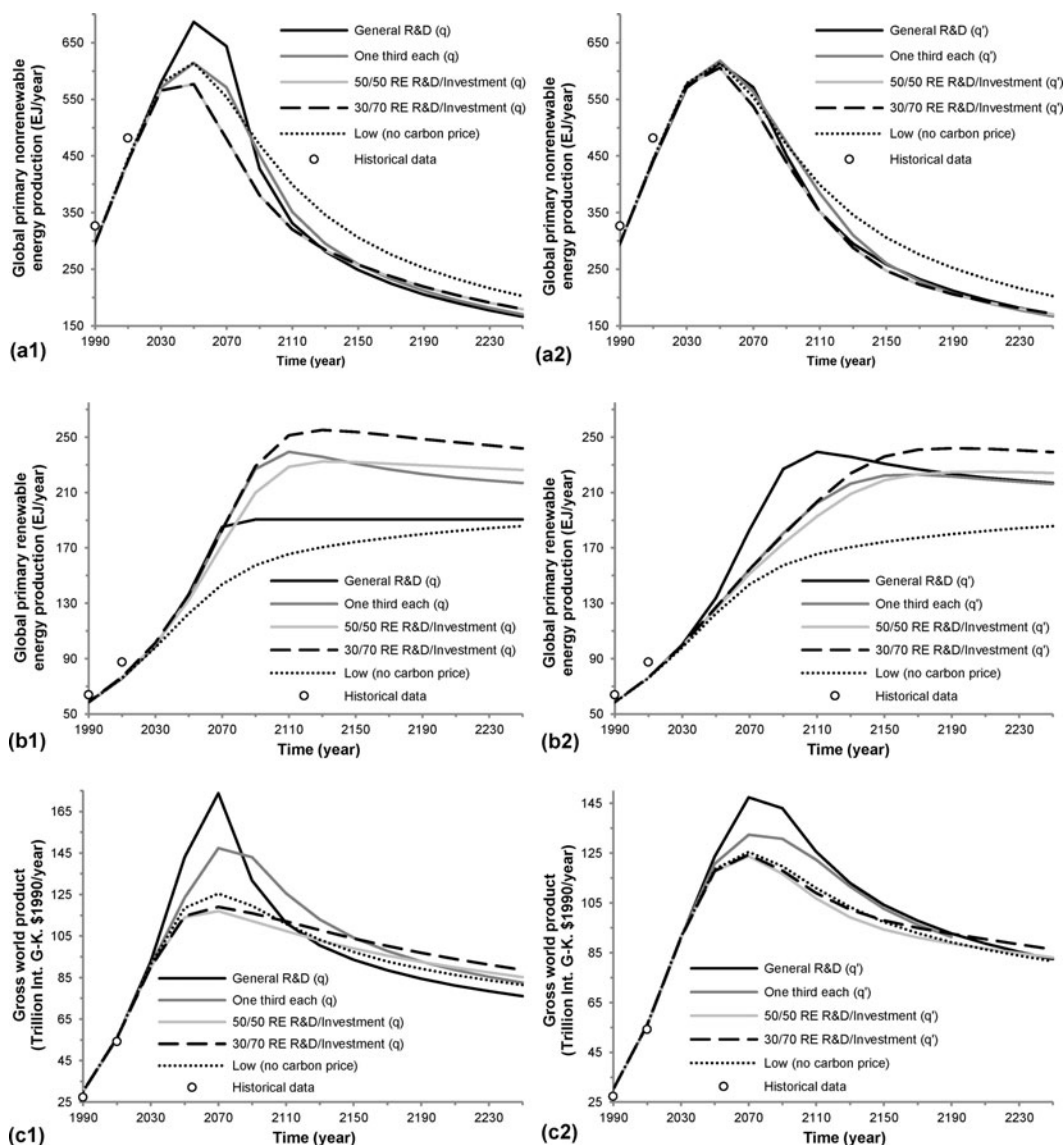 Global primary nonrenewable
energy production (EJ/year)
650
550
450
350
250
150
1990 2030 2070 2110 2150 2190 2230
Time (year)
General R&D (q)
One third each (q)
50/50 RE R&D/Investment (q)
30/70 RE R&D/Investment (q)
Low (no carbon price)
Historical data
(a1)
Global primary nonrenewable
energy production (EJ/year)
650
550
450
350
250
150
1990 2030 2070 2110 2150 2190 2230
Time (year)
General R&D (q')
One third each (q')
50/50 RE R&D/Investment (q')
30/70 RE R&D/Investment (q')
Low (no carbon price)
Historical data
(a2)
Global primary renewable
energy production (EJ/year)
250
210
170
130
90
50
1990 2030 2070 2110 2150 2190 2230
Time (year)
General R&D (q)
One third each (q)
50/50 RE R&D/Investment (q)
30/70 RE R&D/Investment (q)
Low (no carbon price)
Historical data
(b1)
Global primary renewable
energy production (EJ/year)
250
210
170
130
90
50
1990 2030 2070 2110 2150 2190 2230
Time (year)
General R&D (q')
One third each (q')
50/50 RE R&D/Investment (q')
30/70 RE R&D/Investment (q')
Low (no carbon price)
Historical data
(b2)
Gross world product
(Trillion Int. G-K. $1990/year)
165
145
125
105
85
65
45
25
1990 2030 2070 2110 2150 2190 2230
Time (year)
General R&D (q)
One third each (q)
50/50 RE R&D/Investment (q)
30/70 RE R&D/Investment (q)
Low (no carbon price)
Historical data
(c1)
Gross world product
(Trillion Int. G-K. $1990/year)
145
125
105
85
65
45
25
1990 2030 2070 2110 2150 2190 2230
Time (year)
General R&D (q')
One third each (q')
50/50 RE R&D/Investment (q')
30/70 RE R&D/Investment (q')
Low (no carbon price)
Historical data
(c2)